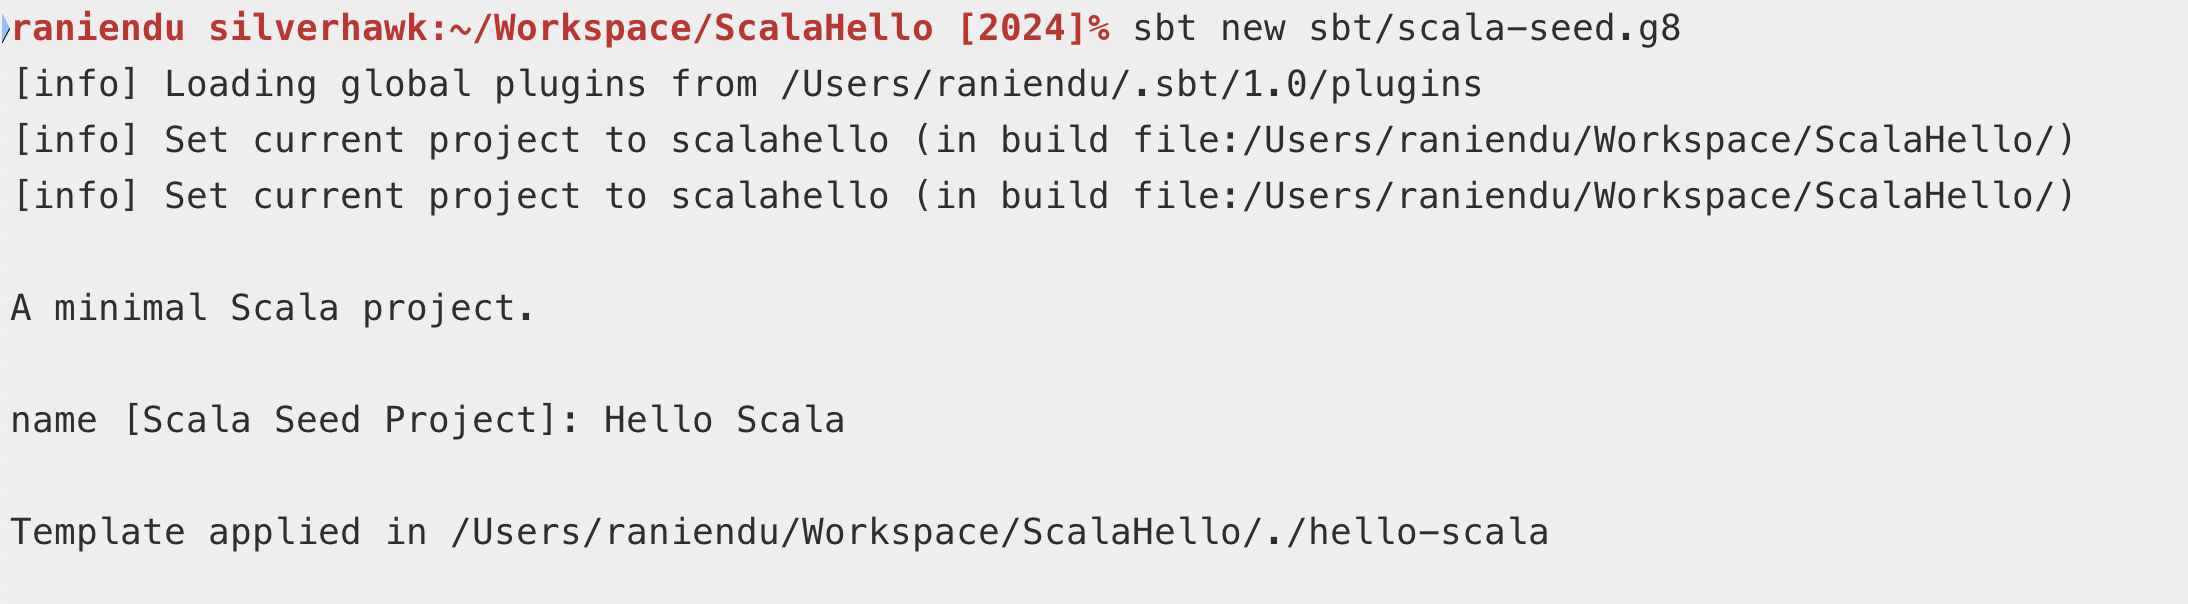 raniendu silverhawk:~/Workspace/ScalaHello [2024]% sbt new sbt/scala-seed.g8
[info] Loading global plugins from /Users/raniendu/.sbt/1.0/plugins
[info] Set current project to scalahello (in build file:/Users/raniendu/Workspace/ScalaHello/)
[info] Set current project to scalahello (in build file:/Users/raniendu/Workspace/ScalaHello/)
A minimal Scala project.
name [Scala Seed Project]: Hello Scala
Template applied in /Users/raniendu/Workspace/ScalaHello/./hello-scala